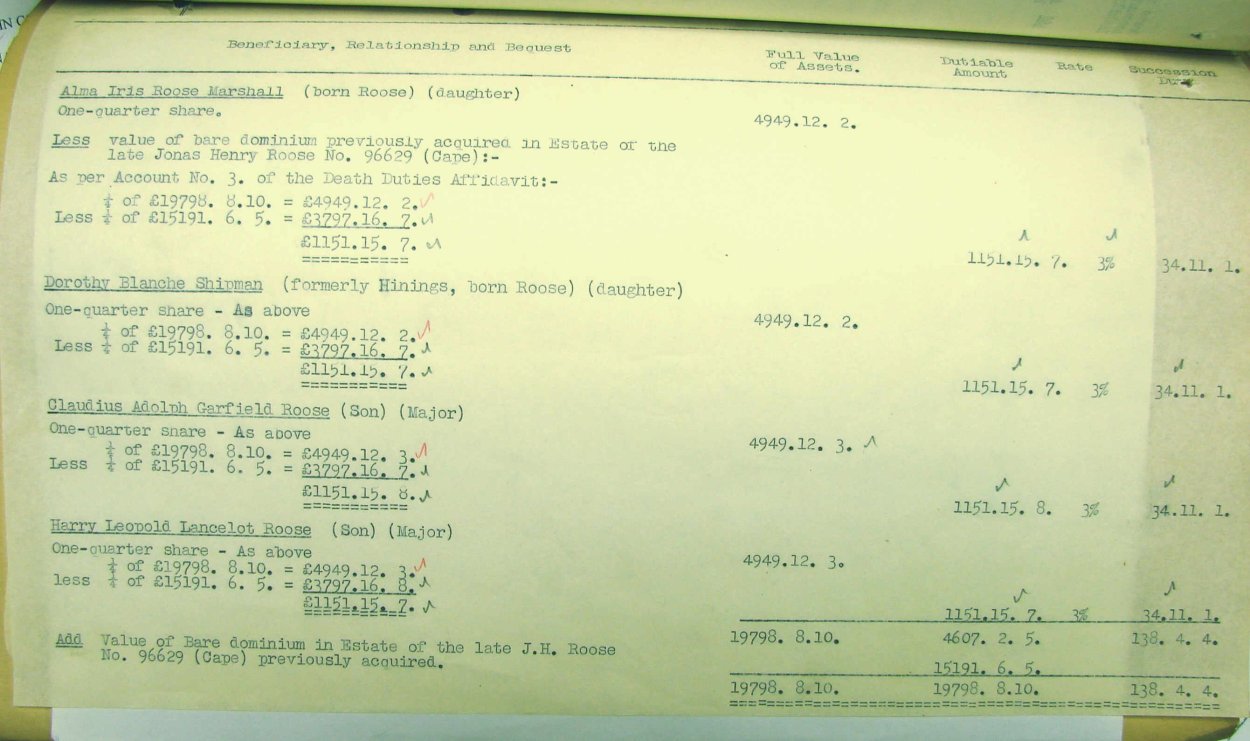 Beneficiary, Relationship and Bequest Full Value of Assets. Dutiable Amount Rate Succession Duty
Alma Iris Roose Marshall (born Roose) (daughter)
One-quarter share. 4949.12. 2.
Less value of bare dominium previously acquired in Estate of the
late Jonas Henry Roose No. 96629 (Cape):-
As per Account No. 3. of the Death Duties Affidavit:-
¼ of £19798. 8.10. = £4949.12. 2.
Less ¼ of £15191. 6. 5. = £3797.16. 7.
£1151.15. 7. 1151.15. 7. 3% 34.11. 1.
===========
Dorothy Blanche Shipman (formerly Hinings, born Roose) (daughter)
One-quarter share - As above 4949.12. 2.
¼ of £19798. 8.10. = £4949.12. 2.
Less ¼ of £15191. 6. 5. = £3797.16. 7.
£1151.15. 7. 1151.15. 7. 3% 34.11. 1.
===========
Claudius Adolph Garfield Roose (Son) (Major)
One-quarter share - As above 4949.12. 3.
¼ of £19798. 8.10. = £4949.12. 3.
Less ¼ of £15191. 6. 5. = £3797.16. 7.
£1151.15. 8. 1151.15. 8. 3% 34.11. 1.
===========
Harry Leopold Lancelot Roose (Son) (Major)
One-quarter share - As above 4949.12. 3.
¼ of £19798. 8.10. = £4949.12. 3.
less ¼ of £15191. 6. 5. = £3797.16. 8.
£1151.15. 7. 1151.15. 7. 3% 34.11. 1.
===========
19798. 8.10. 4607. 2. 5. 138. 4. 4.
Add Value of Bare dominium in Estate of the late J.H. Roose
No. 96629 (Cape) previously acquired. 15191. 6. 5.
19798. 8.10. 19798. 8.10. 138. 4. 4.